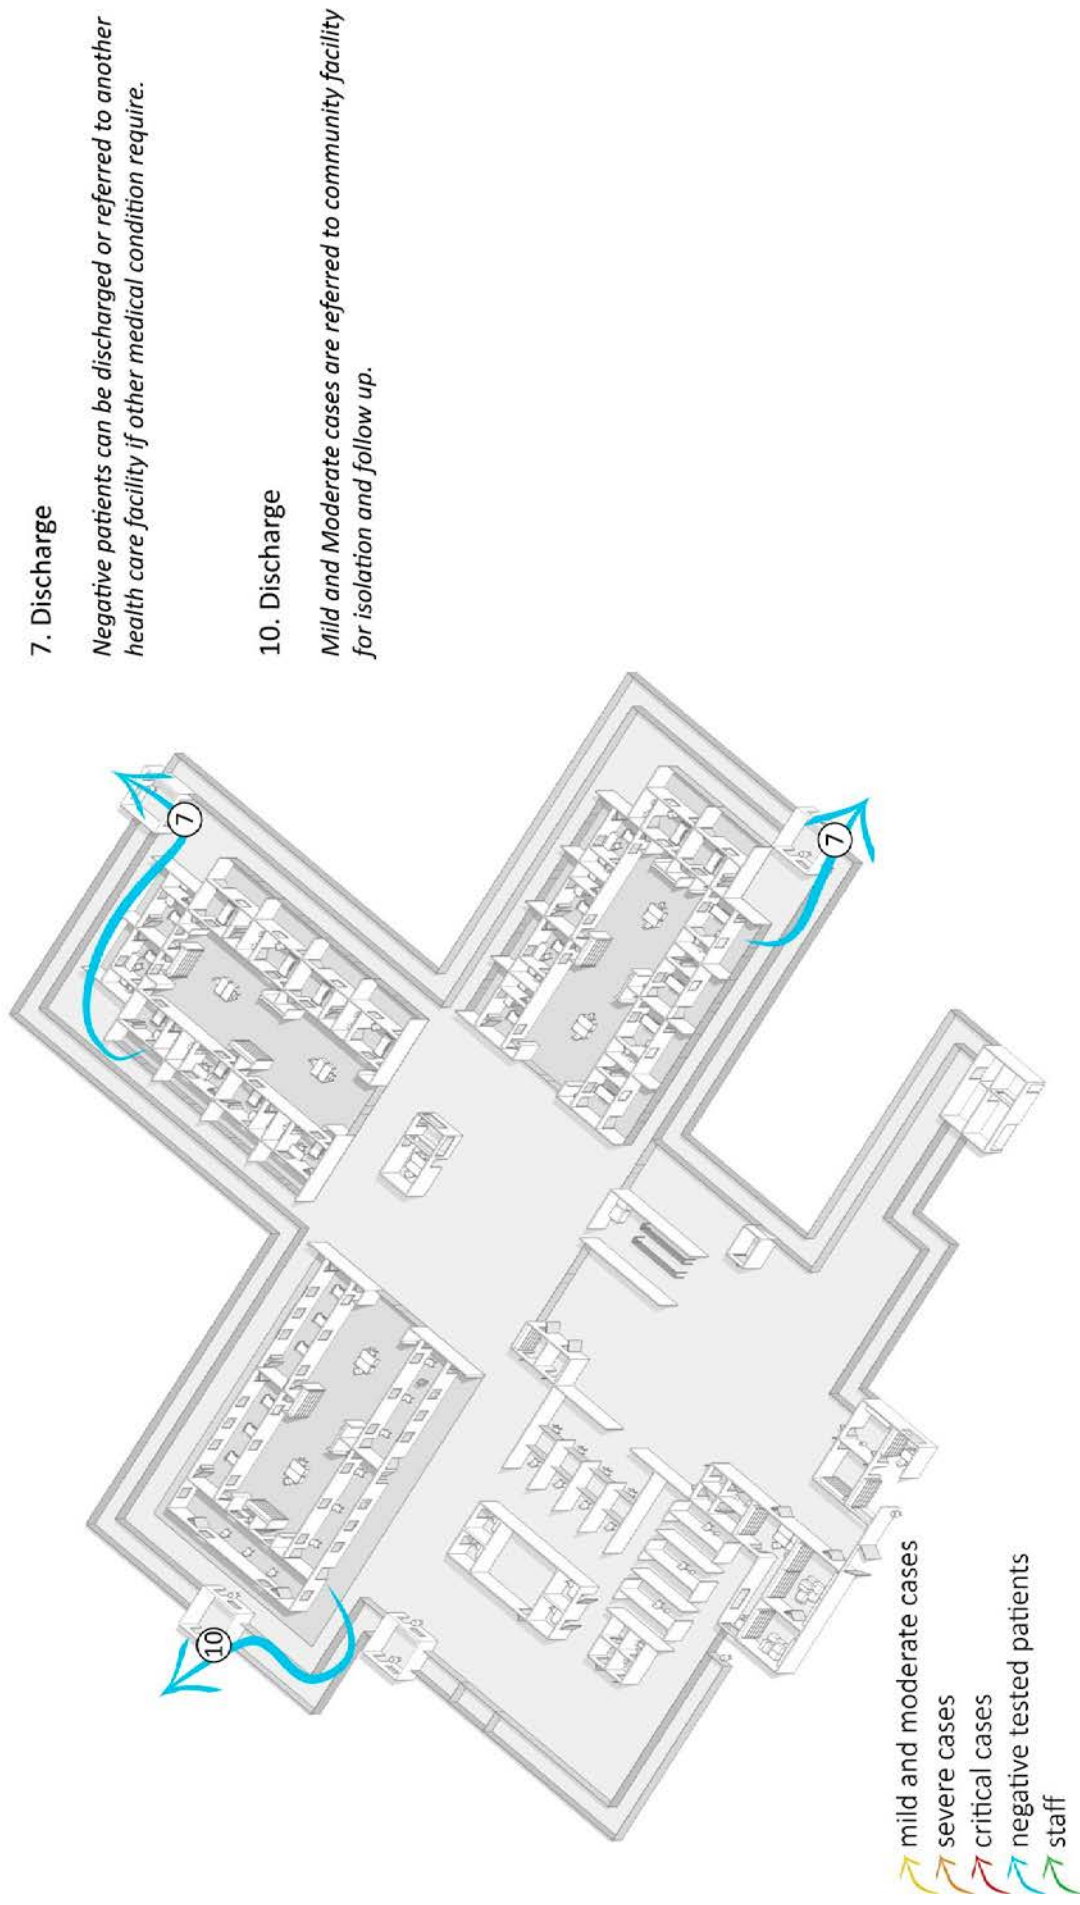 7. Discharge
Negative patients can be discharged or referred to another
health care facility if other medical condition require.
10. Discharge
Mild and Moderate cases are referred to community facility
for isolation and follow up.
7
7
10
mild and moderate cases
severe cases
critical cases
negative tested patients
staff